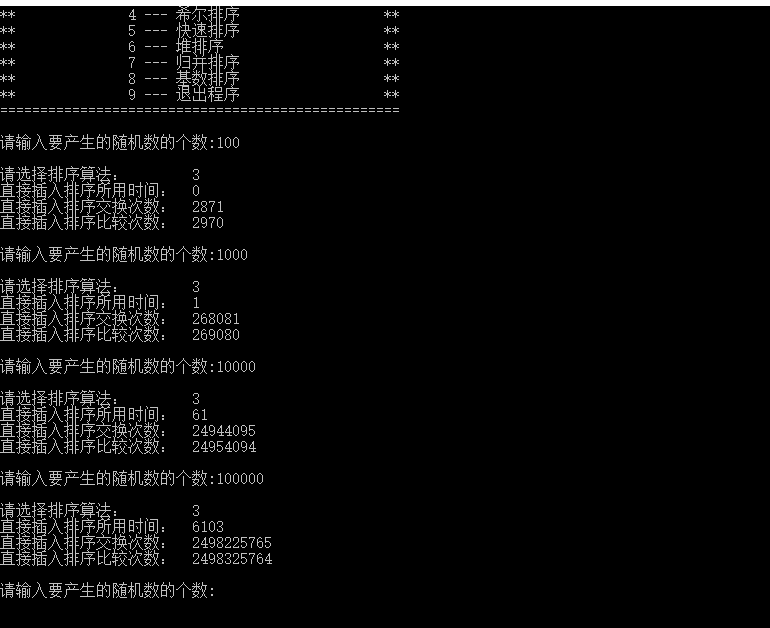 **              4 --- 希尔排序                  **
**              5 --- 快速排序                  **
**              6 --- 堆排序                    **
**              7 --- 归并排序                  **
**              8 --- 基数排序                  **
**              9 --- 退出程序                  **
==================================================
请输入要产生的随机数的个数:100
请选择排序算法：        3
直接插入排序所用时间：  0
直接插入排序交换次数：  2871
直接插入排序比较次数：  2970
请输入要产生的随机数的个数:1000
请选择排序算法：        3
直接插入排序所用时间：  1
直接插入排序交换次数：  268081
直接插入排序比较次数：  269080
请输入要产生的随机数的个数:10000
请选择排序算法：        3
直接插入排序所用时间：  61
直接插入排序交换次数：  24944095
直接插入排序比较次数：  24954094
请输入要产生的随机数的个数:100000
请选择排序算法：        3
直接插入排序所用时间：  6103
直接插入排序交换次数：  2498225765
直接插入排序比较次数：  2498325764
请输入要产生的随机数的个数: